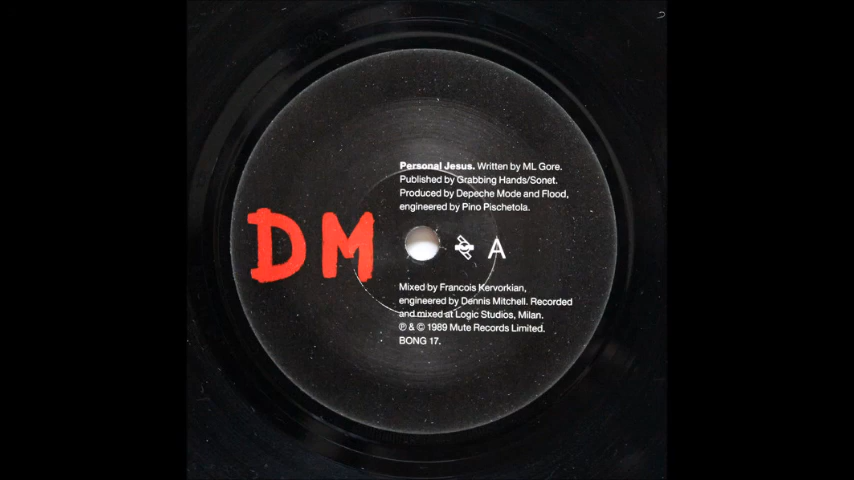 Personal Jesus. Written by ML Gore.
Published by Grabbing Hands/Sonet.
Produced by Depeche Mode and Flood,
engineered by Pino Pischetola.
DM
A
Mixed by Francois Kervorkian,
engineered by Dennis Mitchell. Recorded
and mixed at Logic Studios, Milan.
℗ & © 1989 Mute Records Limited.
BONG 17.